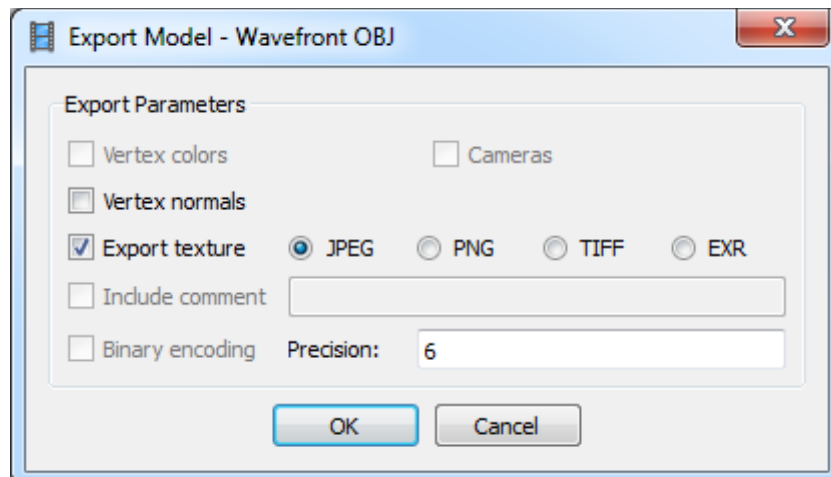 Export Model - Wavefront OBJ
Export Parameters
Vertex colors Cameras
Vertex normals
Export texture JPEG PNG TIFF EXR
Include comment
Binary encoding Precision: 6
OK Cancel